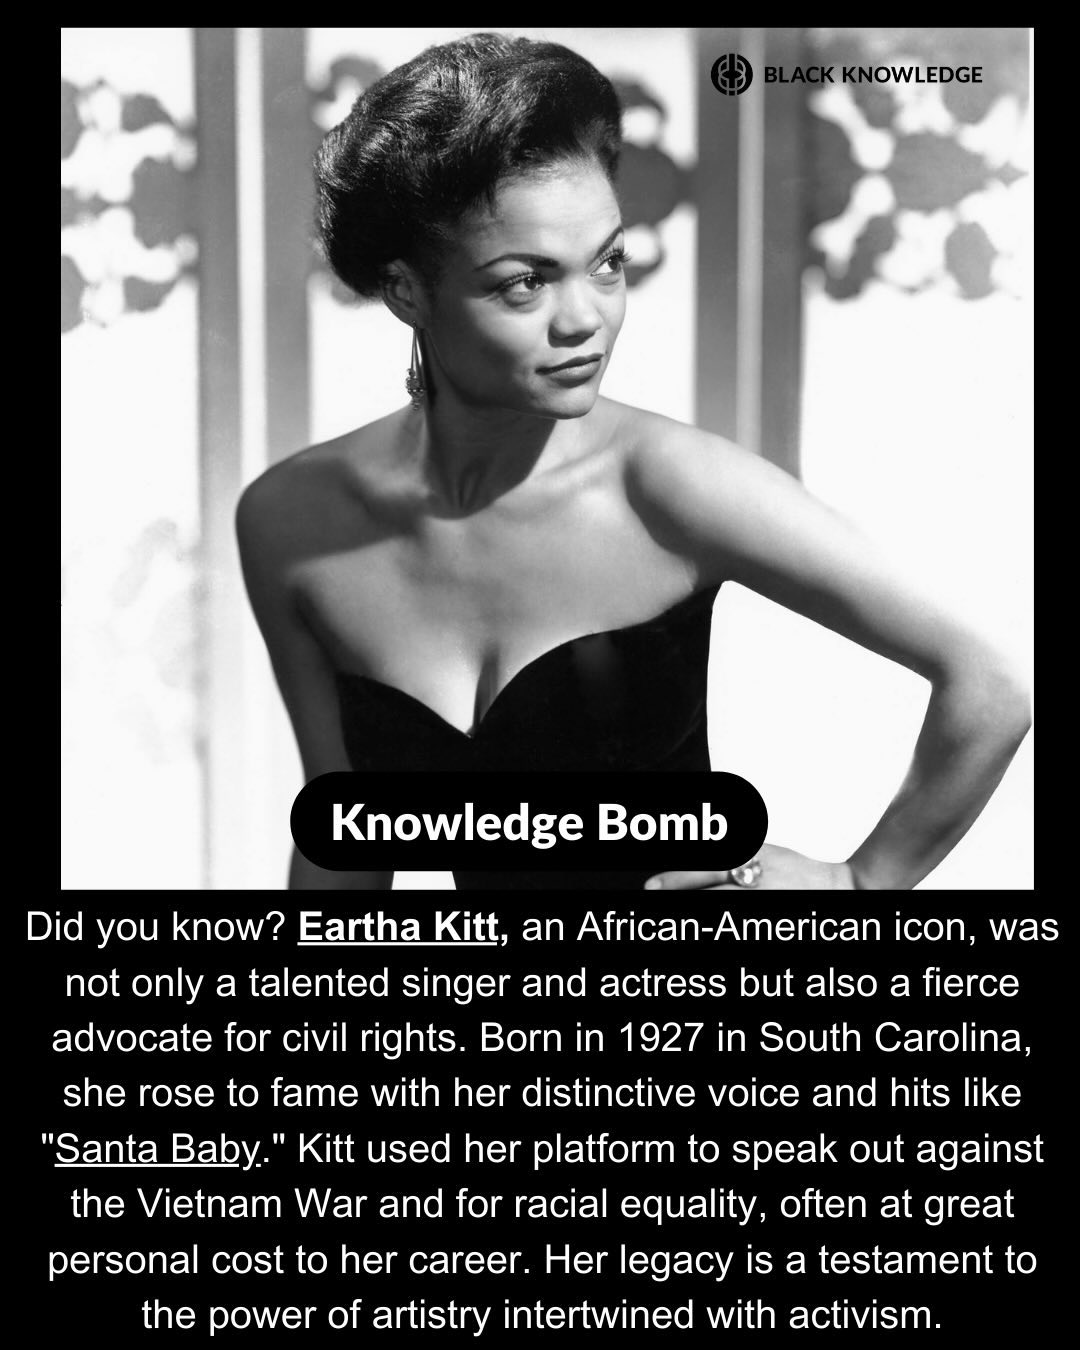 BLACK KNOWLEDGE
Knowledge Bomb
Did you know? Eartha Kitt, an African-American icon, was
not only a talented singer and actress but also a fierce
advocate for civil rights. Born in 1927 in South Carolina,
she rose to fame with her distinctive voice and hits like
"Santa Baby." Kitt used her platform to speak out against
the Vietnam War and for racial equality, often at great
personal cost to her career. Her legacy is a testament to
the power of artistry intertwined with activism.